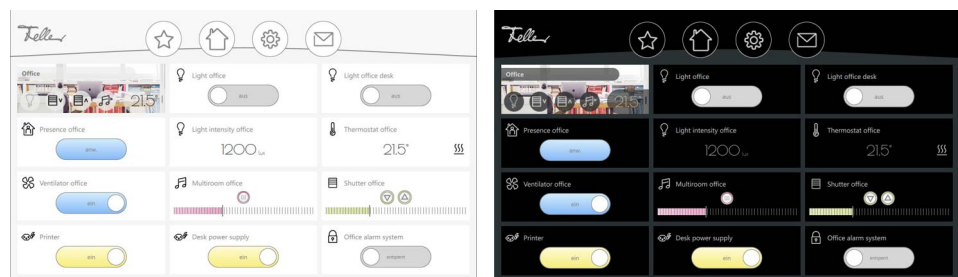 Feller
Office
21.5°
Light office
aus
Light office desk
aus
Presence office
anw.
Light intensity office
1200 lux
Thermostat office
21.5°
Ventilator office
ein
Multiroom office
Shutter office
Printer
ein
Desk power supply
ein
Office alarm system
entsperrt
Feller
Office
21.5°
Light office
aus
Light office desk
aus
Presence office
anw.
Light intensity office
1200 lux
Thermostat office
21.5°
Ventilator office
ein
Multiroom office
Shutter office
Printer
ein
Desk power supply
ein
Office alarm system
entsperrt